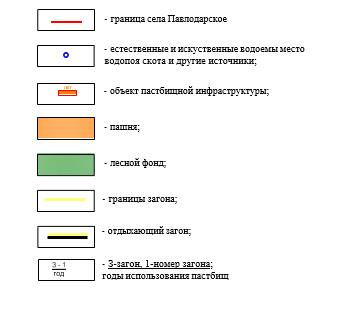 - граница села Павлодарское
- естественные и искуственные водоемы место
водопоя скота и другие источники;
- объект пастбищной инфраструктуры;
- пашня;
- лесной фонд;
- границы загона;
- отдыхающий загон;
3 - 1
год
- 3-загон, 1-номер загона;
годы использования пастбищ